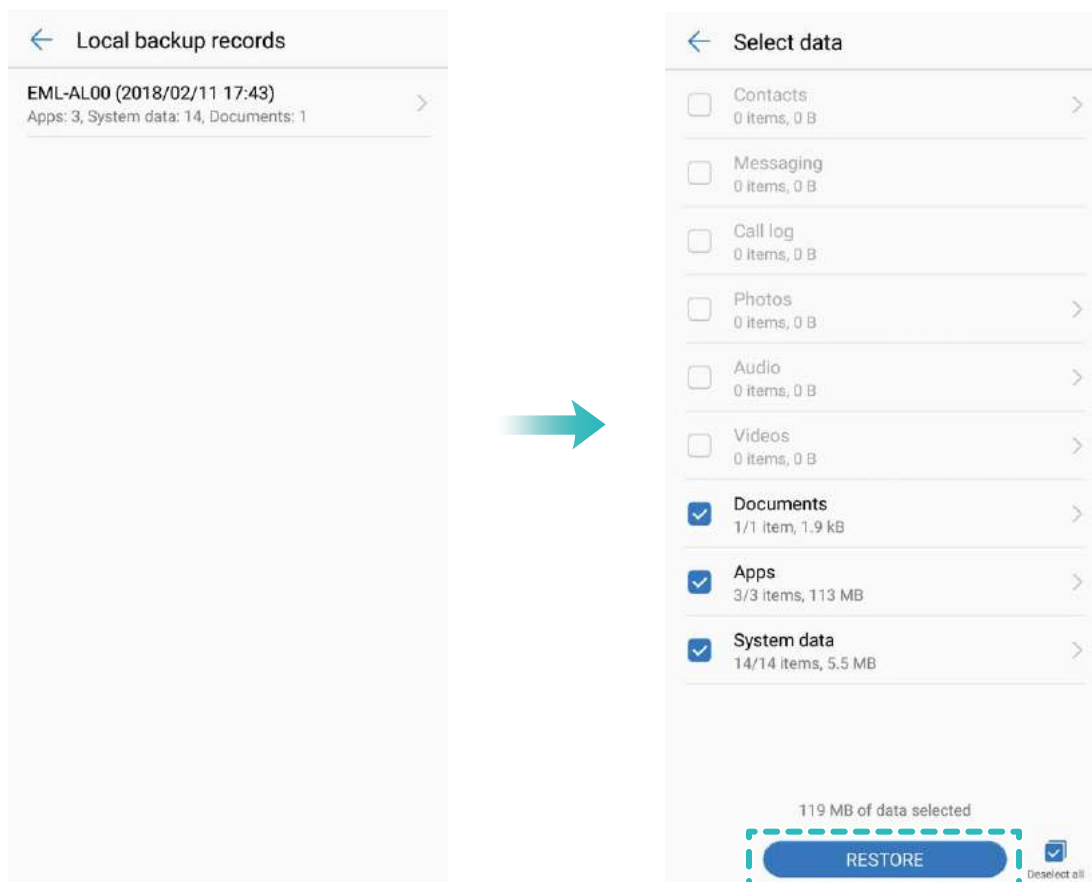 Local backup records
EML-AL00 (2018/02/11 17:43)
Apps: 3, System data: 14, Documents: 1
Select data
Contacts
0 items, 0 B
Messaging
0 items, 0 B
Call log
0 items, 0 B
Photos
0 items, 0 B
Audio
0 items, 0 B
Videos
0 items, 0 B
Documents
1/1 item, 1.9 kB
Apps
3/3 items, 113 MB
System data
14/14 items, 5.5 MB
119 MB of data selected
RESTORE
Deselect all